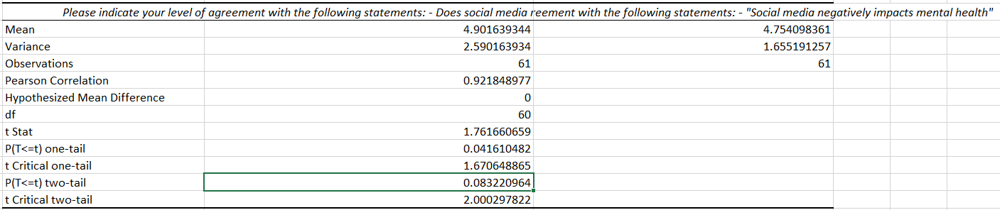 Please indicate your level of agreement with the following statements: - Does social media reement with the following statements: - "Social media negatively impacts mental health"
Mean 4.901639344 4.754098361
Variance 2.590163934 1.655191257
Observations 61 61
Pearson Correlation 0.921848977
Hypothesized Mean Difference 0
df 60
t Stat 1.761660659
P(T<=t) one-tail 0.041610482
t Critical one-tail 1.670648865
P(T<=t) two-tail 0.083220964
t Critical two-tail 2.000297822